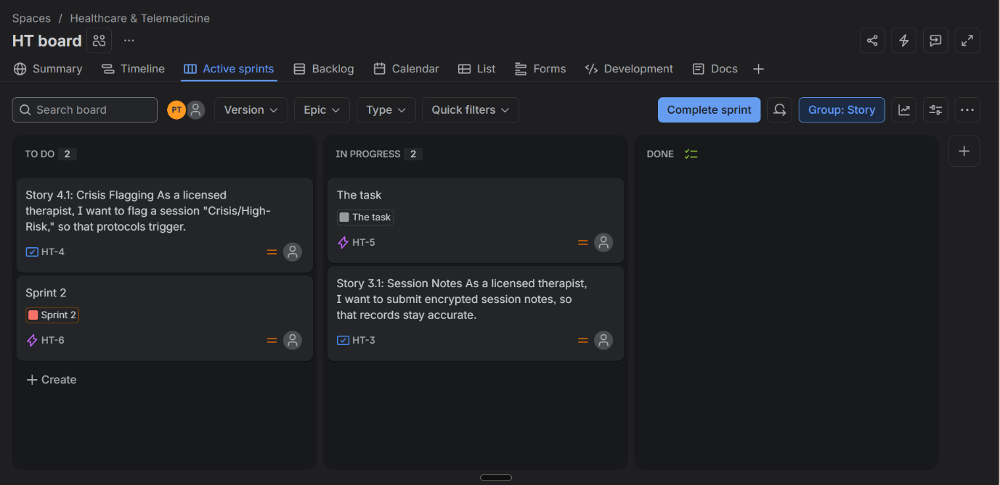 Spaces / Healthcare & Telemedicine
HT board
Summary Timeline Active sprints Backlog Calendar List Forms Development Docs
Search board PT Version Epic Type Quick filters Complete sprint Group: Story
TO DO 2
Story 4.1: Crisis Flagging As a licensed
therapist, I want to flag a session "Crisis/High-
Risk," so that protocols trigger.
HT-4
Sprint 2
Sprint 2
HT-6
Create
IN PROGRESS 2
The task
The task
HT-5
Story 3.1: Session Notes As a licensed therapist,
I want to submit encrypted session notes, so
that records stay accurate.
HT-3
DONE